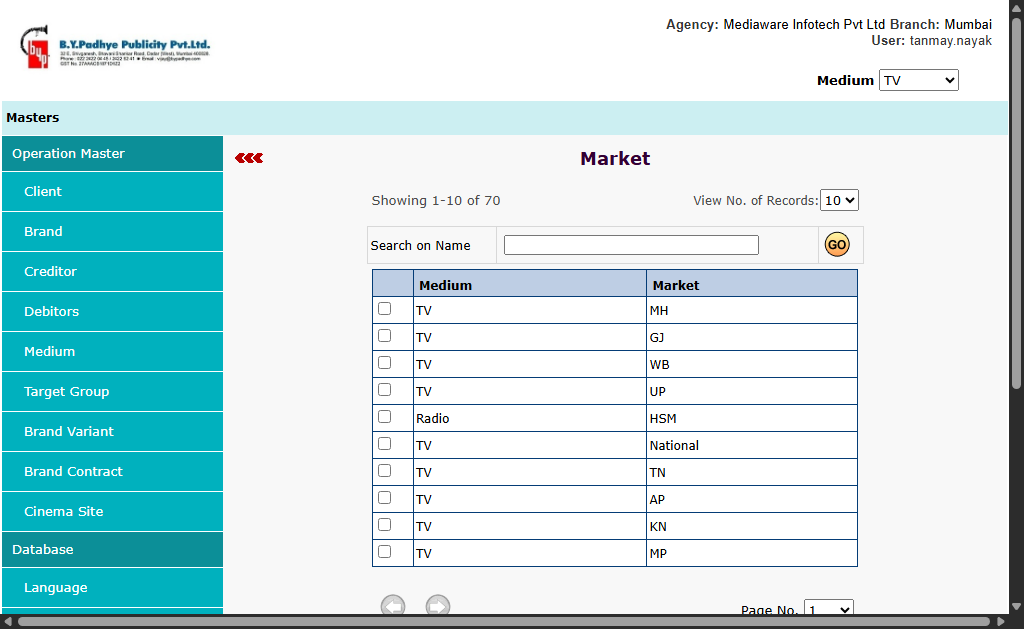 Agency: Mediaware Infotech Pvt Ltd Branch: Mumbai
User: tanmay.nayak
B.Y.Padhye Publicity Pvt.Ltd.
Medium TV
Masters
Operation Master
Client
Brand
Creditor
Debitors
Medium
Target Group
Brand Variant
Brand Contract
Cinema Site
Database
Language
Market
Showing 1-10 of 70
View No. of Records: 10
Search on Name
GO
Medium Market
TV MH
TV GJ
TV WB
TV UP
Radio HSM
TV National
TV TN
TV AP
TV KN
TV MP
Page No. 1